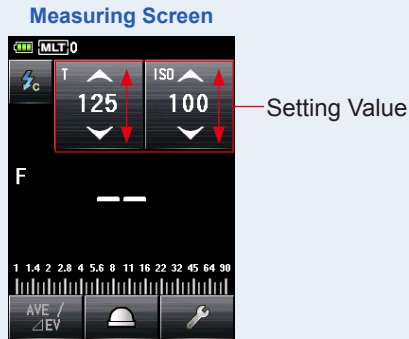 Measuring Screen
MLT 0
C T ISO
125 100
Setting Value
F
--
1 1.4 2 2.8 4 5.6 8 11 16 22 32 45 64 90
AVE /
⊿EV